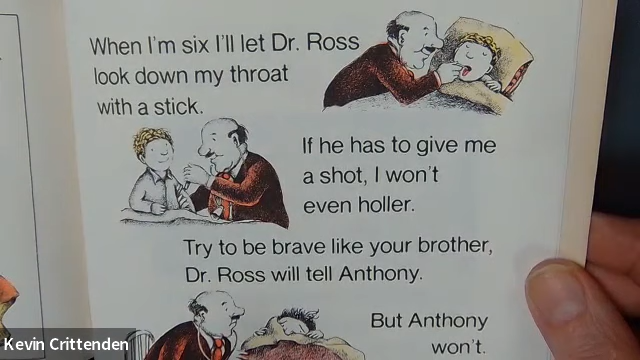 When I'm six I'll let Dr. Ross
look down my throat
with a stick.
If he has to give me
a shot, I won't
even holler.
Try to be brave like your brother,
Dr. Ross will tell Anthony.
But Anthony
won't.
Kevin Crittenden